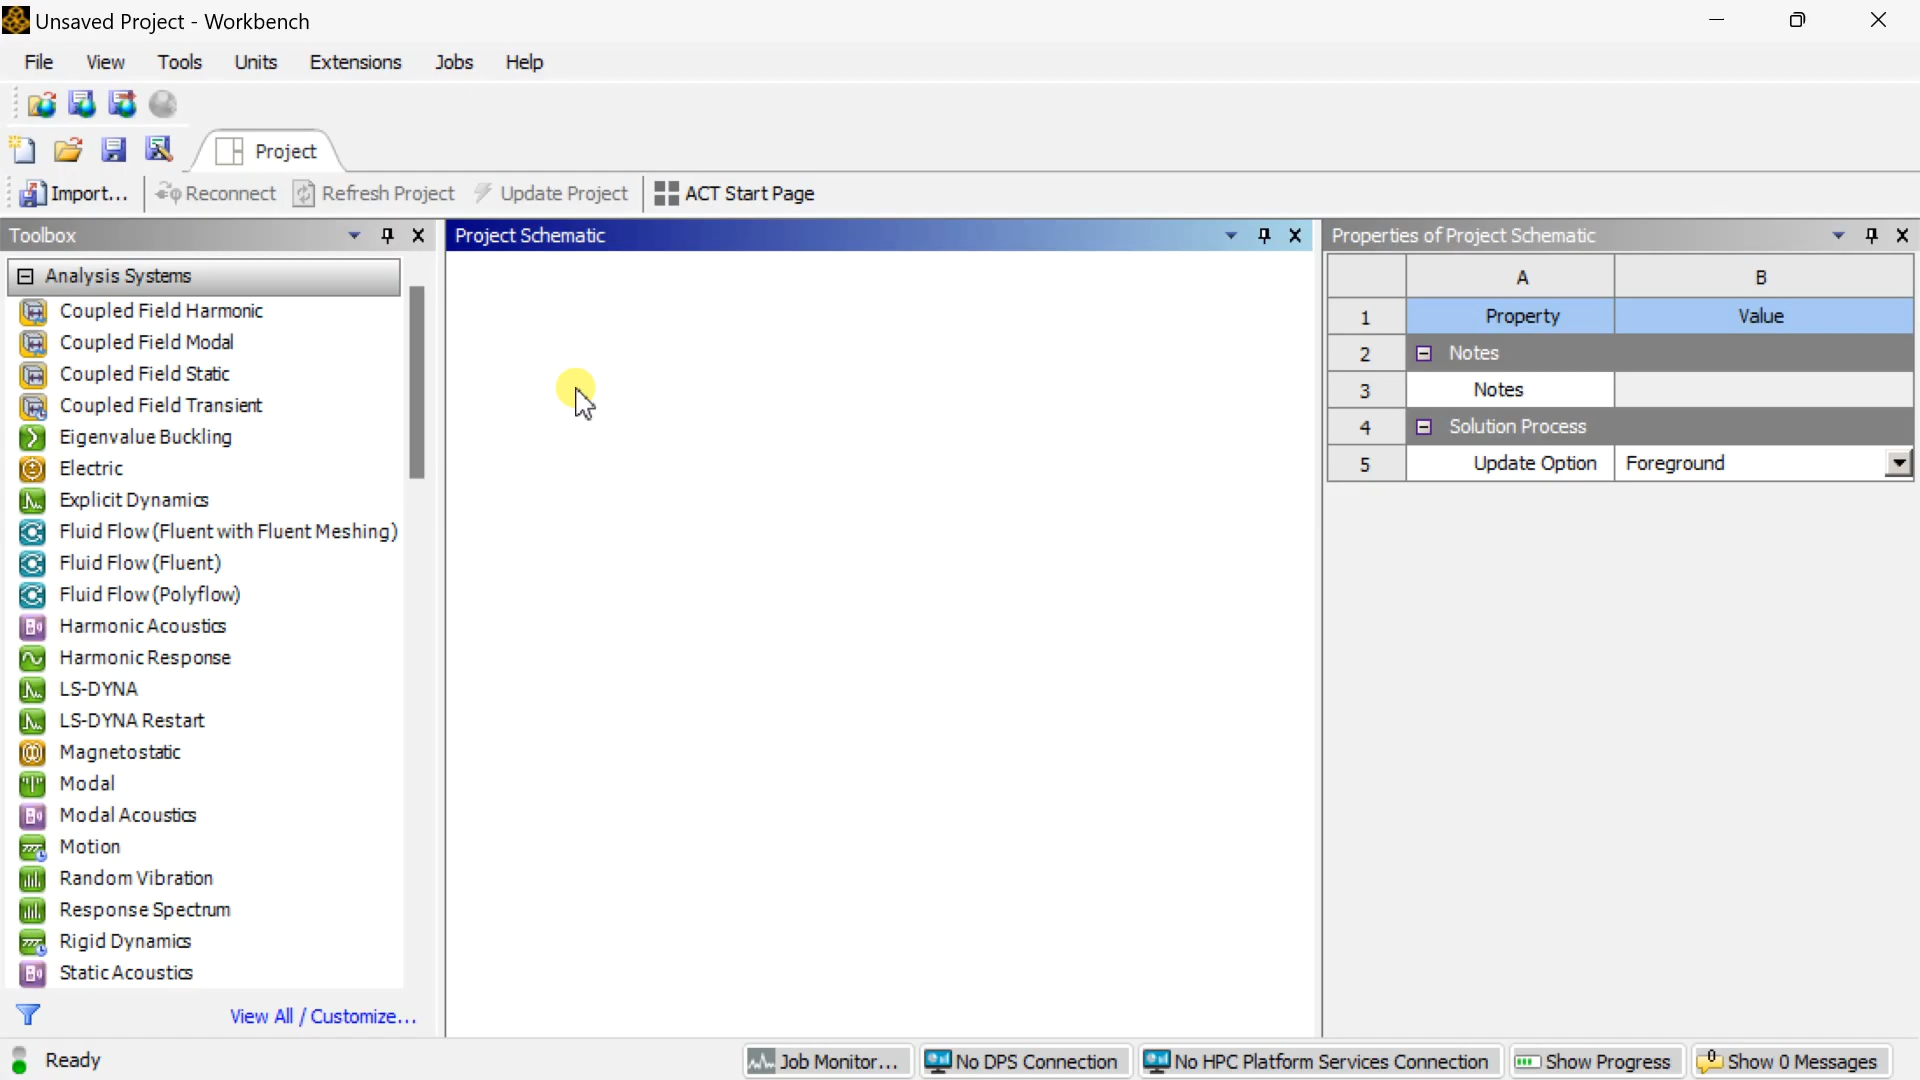 Unsaved Project - Workbench
File View Tools Units Extensions Jobs Help
Project
Import... Reconnect Refresh Project Update Project ACT Start Page
Toolbox
Analysis Systems
Coupled Field Harmonic
Coupled Field Modal
Coupled Field Static
Coupled Field Transient
Eigenvalue Buckling
Electric
Explicit Dynamics
Fluid Flow (Fluent with Fluent Meshing)
Fluid Flow (Fluent)
Fluid Flow (Polyflow)
Harmonic Acoustics
Harmonic Response
LS-DYNA
LS-DYNA Restart
Magnetostatic
Modal
Modal Acoustics
Motion
Random Vibration
Response Spectrum
Rigid Dynamics
Static Acoustics
View All / Customize...
Project Schematic
Properties of Project Schematic
A B
1 Property Value
2 Notes
3 Notes
4 Solution Process
5 Update Option Foreground
Ready
Job Monitor... No DPS Connection No HPC Platform Services Connection Show Progress 0 Show 0 Messages